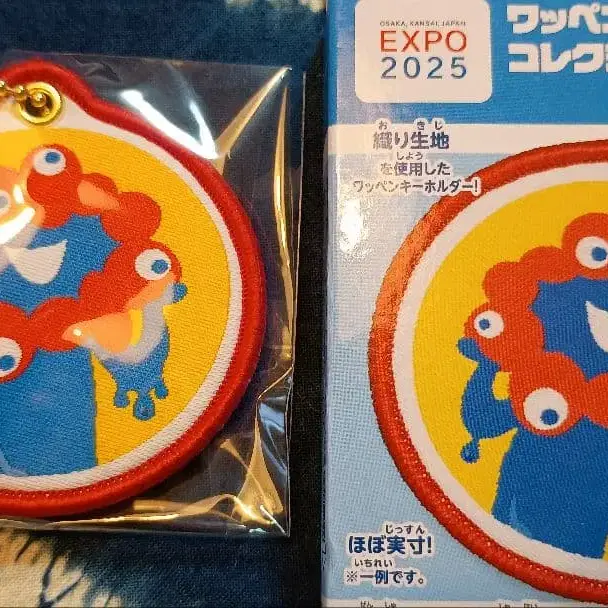 OSAKA, KANSAI, JAPAN
EXPO
2025
ワッペン
コレク
おりきじ
織り生地
しよう
を使用した
ワッペンキーホルダー!
じっすん
ほぼ実寸!
いちれい
※一例です。